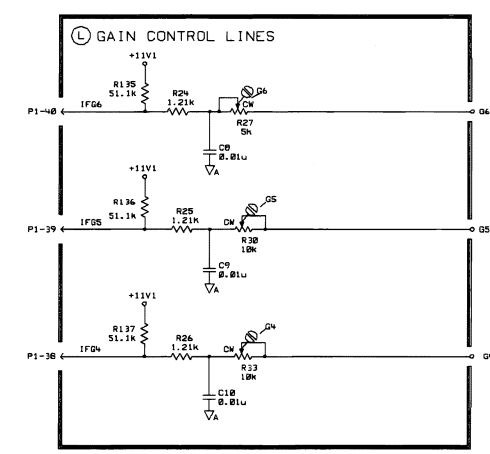 L GAIN CONTROL LINES
+11V1
R135
51.1k
R24
1.21k
G6
CW
P1-40
IFG6
G6
R27
5k
C8
0.01u
A
+11V1
R136
51.1k
R25
1.21k
G5
CW
P1-39
IFG5
G5
R30
10k
C9
0.01u
A
+11V1
R137
51.1k
R26
1.21k
G4
CW
P1-38
IFG4
R33
10k
C10
0.01u
A